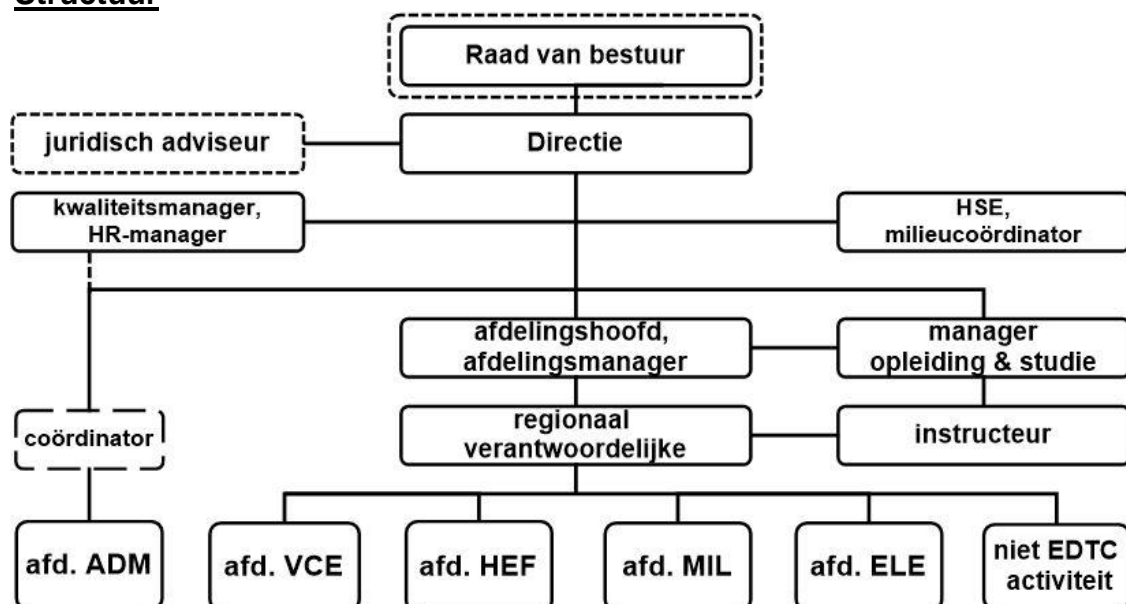 Structuur
Raad van bestuur
juridisch adviseur
Directie
kwaliteitsmanager,
HR-manager
HSE,
milieucoördinator
afdelingshoofd,
afdelingsmanager
manager
opleiding & studie
coördinator
regionaal
verantwoordelijke
instructeur
afd. ADM
afd. VCE
afd. HEF
afd. MIL
afd. ELE
niet EDTC
activiteit